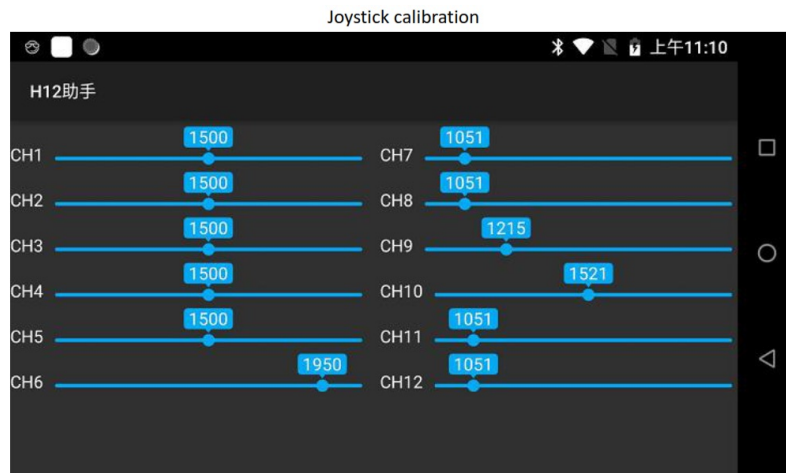 Joystick calibration
上午11:10
H12助手
CH1 1500
CH2 1500
CH3 1500
CH4 1500
CH5 1500
CH6 1950
CH7 1051
CH8 1051
CH9 1215
CH10 1521
CH11 1051
CH12 1051